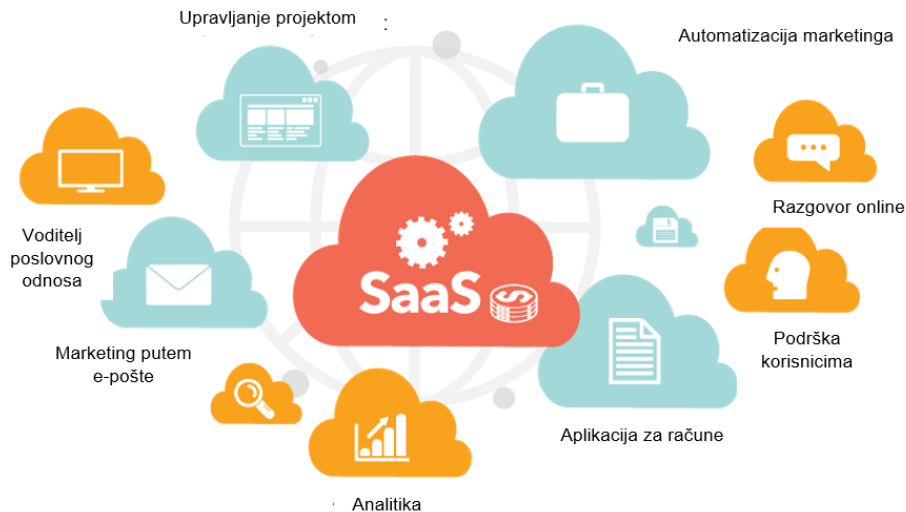 Upravljanje projektom :
Automatizacija marketinga
Razgovor online
Voditelj
poslovnog
odnosa
SaaS
Marketing putem
e-pošte
Podrška
korisnicima
Aplikacija za račune
Analitika